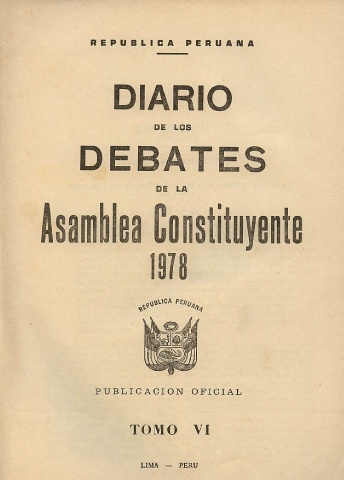 REPUBLICA PERUANA
DIARIO
DE LOS
DEBATES
DE LA
Asamblea Constituyente
1978
REPUBLICA PERUANA
PUBLICACION OFICIAL
TOMO VI
LIMA — PERU